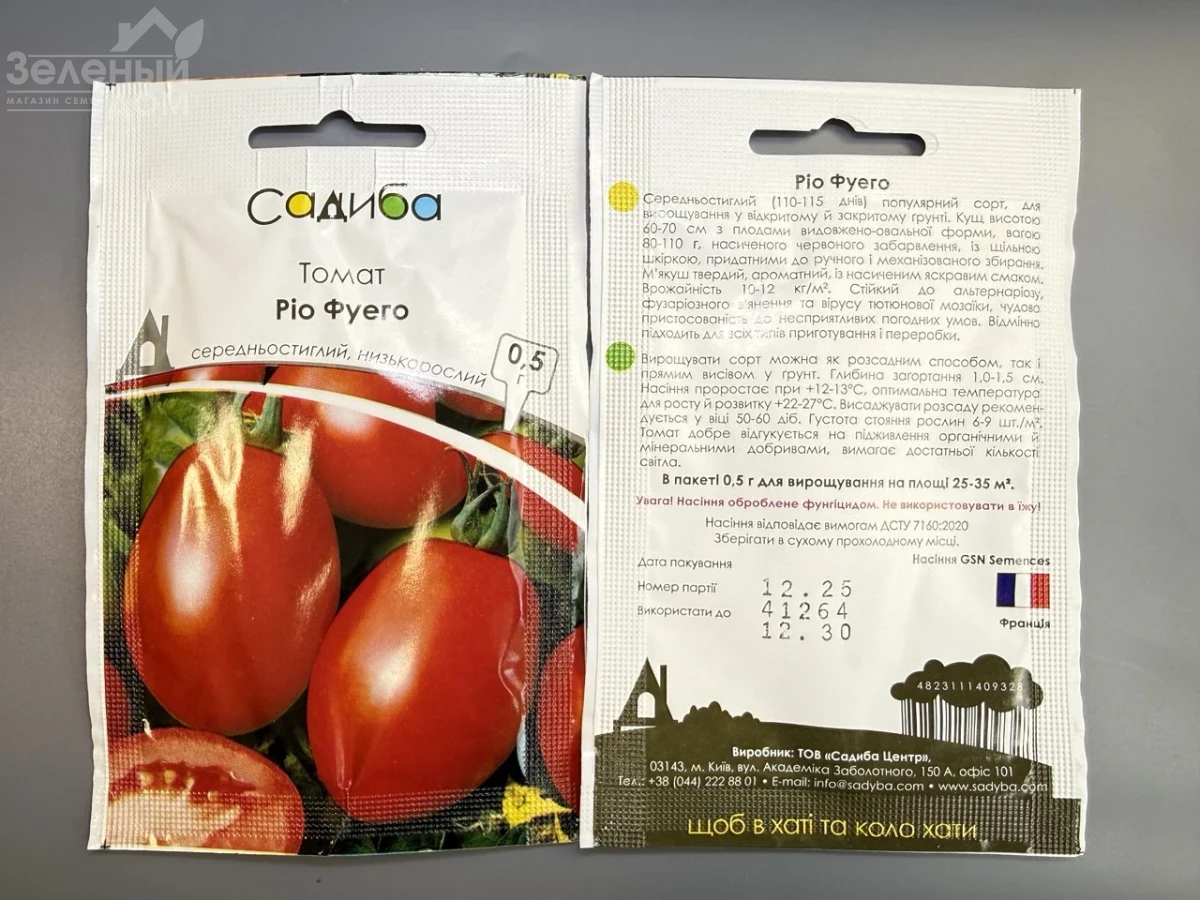 Зеленый
МАГАЗИН СЕМ
Садиба
Томат
Ріо Фуего
середньостиглий, низькорослий
0,5
г
Ріо Фуего
Середньостиглий (110-115 днів) популярний сорт, для
вирощування у відкритому й закритому ґрунті. Кущ висотою
60-70 см з плодами видовжено-овальної форми, вагою
80-110 г, насиченого червоного забарвлення, із щільною
шкіркою, придатними до ручного і механізованого збирання.
М'якуш твердий, ароматний, із насиченим яскравим смаком.
Врожайність 10-12 кг/м². Стійкий до альтернаріозу,
фузаріозного в'янення та вірусу тютюнової мозаїки, чудова
пристосованість до несприятливих погодних умов. Відмінно
підходить для всіх типів приготування і переробки.
Вирощувати сорт можна як розсадним способом, так і
прямим висівом у ґрунт. Глибина загортання 1,0-1,5 см.
Насіння проростає при +12-13°С, оптимальна температура
для росту й розвитку +22-27°С. Висаджувати розсаду рекомен-
дується у віці 50-60 діб. Густота стояння рослин 6-9 шт./м².
Томат добре відгукується на підживлення органічними й
мінеральними добривами, вимагає достатньої кількості
світла.
В пакеті 0,5 г для вирощування на площі 25-35 м².
Увага! Насіння оброблене фунгіцидом. Не використовувати в їжу!
Насіння відповідає вимогам ДСТУ 7160:2020
Зберігати в сухому прохолодному місці.
Дата пакування
Насіння GSN Semences
Номер партії 12.25
Використати до 41264
12.30
Франція
4823111409328
Виробник: ТОВ «Садиба Центр»,
03143, м. Київ, вул. Академіка Заболотного, 150 А, офіс 101
Тел.: +38 (044) 222 88 01 • E-mail: info@sadyba.com • www.sadyba.com
щоб в хаті та коло хати